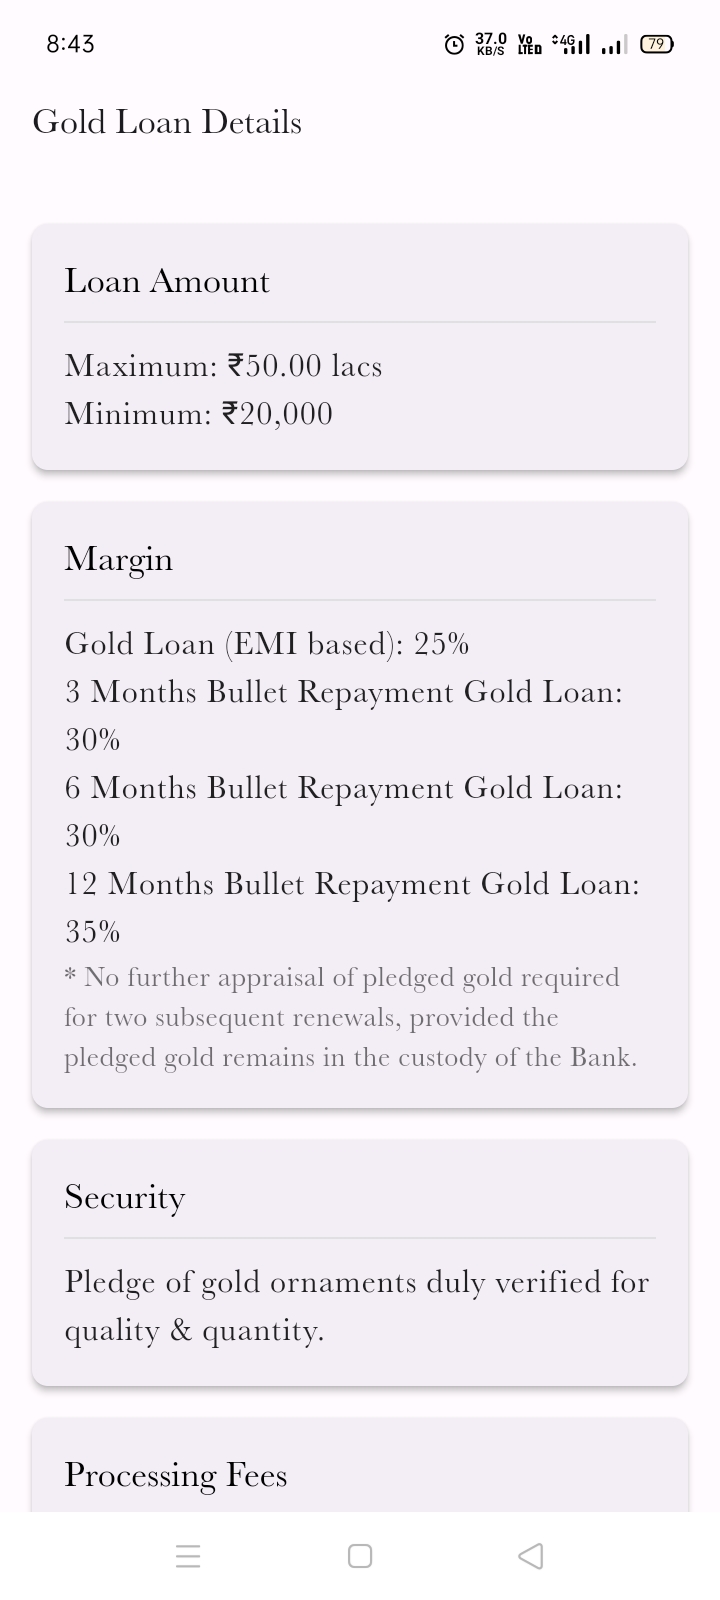 8:43
37.0
KB/S
Vo
LTE D
4G
79
Gold Loan Details
Loan Amount
Maximum: ₹50.00 lacs
Minimum: ₹20,000
Margin
Gold Loan (EMI based): 25%
3 Months Bullet Repayment Gold Loan:
30%
6 Months Bullet Repayment Gold Loan:
30%
12 Months Bullet Repayment Gold Loan:
35%
* No further appraisal of pledged gold required
for two subsequent renewals, provided the
pledged gold remains in the custody of the Bank.
Security
Pledge of gold ornaments duly verified for
quality & quantity.
Processing Fees